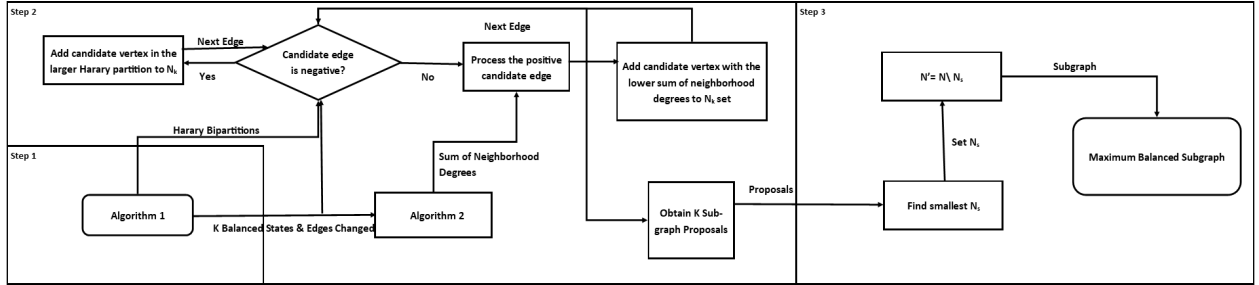 Step 2
Add candidate vertex in the
larger Harary partition to Nk
Next Edge
Yes
Candidate edge
is negative?
No
Next Edge
Process the positive
candidate edge
Add candidate vertex with the
lower sum of neighborhood
degrees to Nk set
Harary Bipartitions
Sum of Neighborhood
Degrees
Step 1
Algorithm 1
K Balanced States & Edges Changed
Algorithm 2
Obtain K Sub-
graph Proposals
Proposals
Step 3
N'= N\ Ns
Subgraph
Set Ns
Find smallest Ns
Maximum Balanced Subgraph